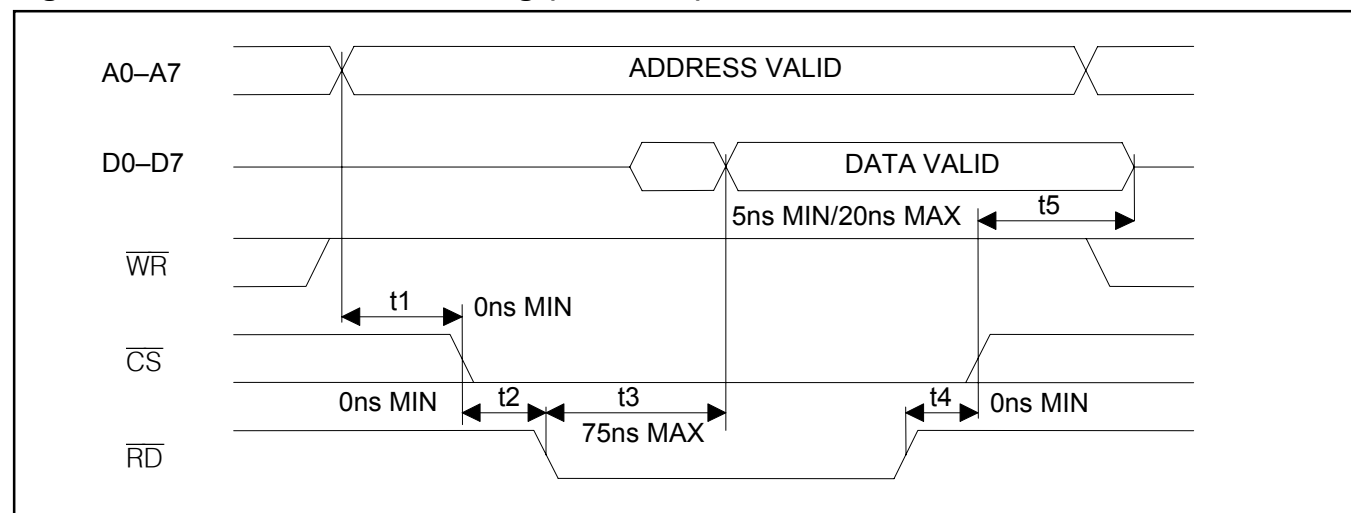 A0–A7
ADDRESS VALID
D0–D7
DATA VALID
5ns MIN/20ns MAX
t5
WR
t1
0ns MIN
CS
0ns MIN
t2
t3
t4
0ns MIN
75ns MAX
RD